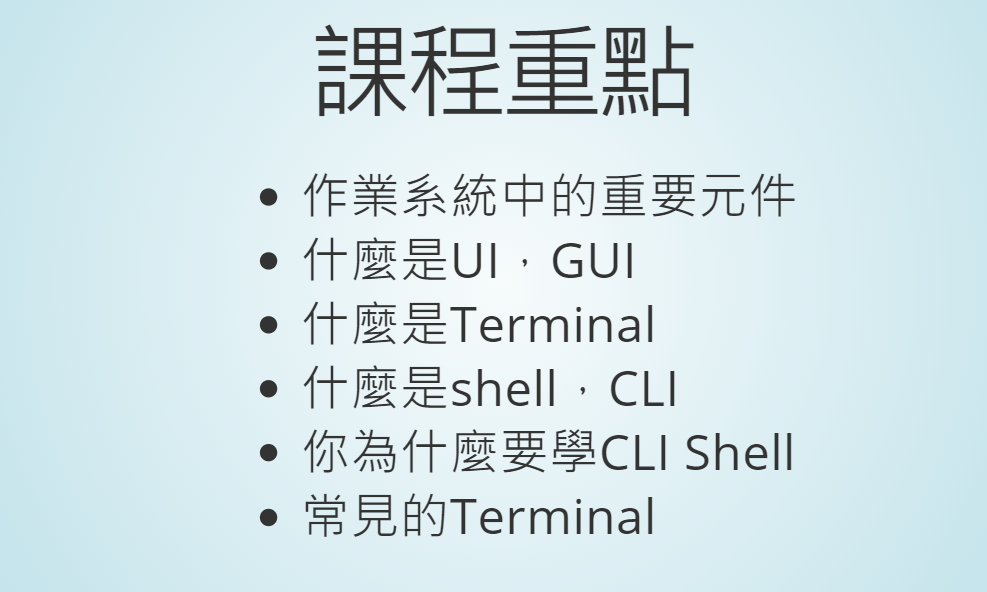 課程重點
作業系統中的重要元件
什麼是UI，GUI
什麼是Terminal
什麼是shell，CLI
你為什麼要學CLI Shell
常見的Terminal